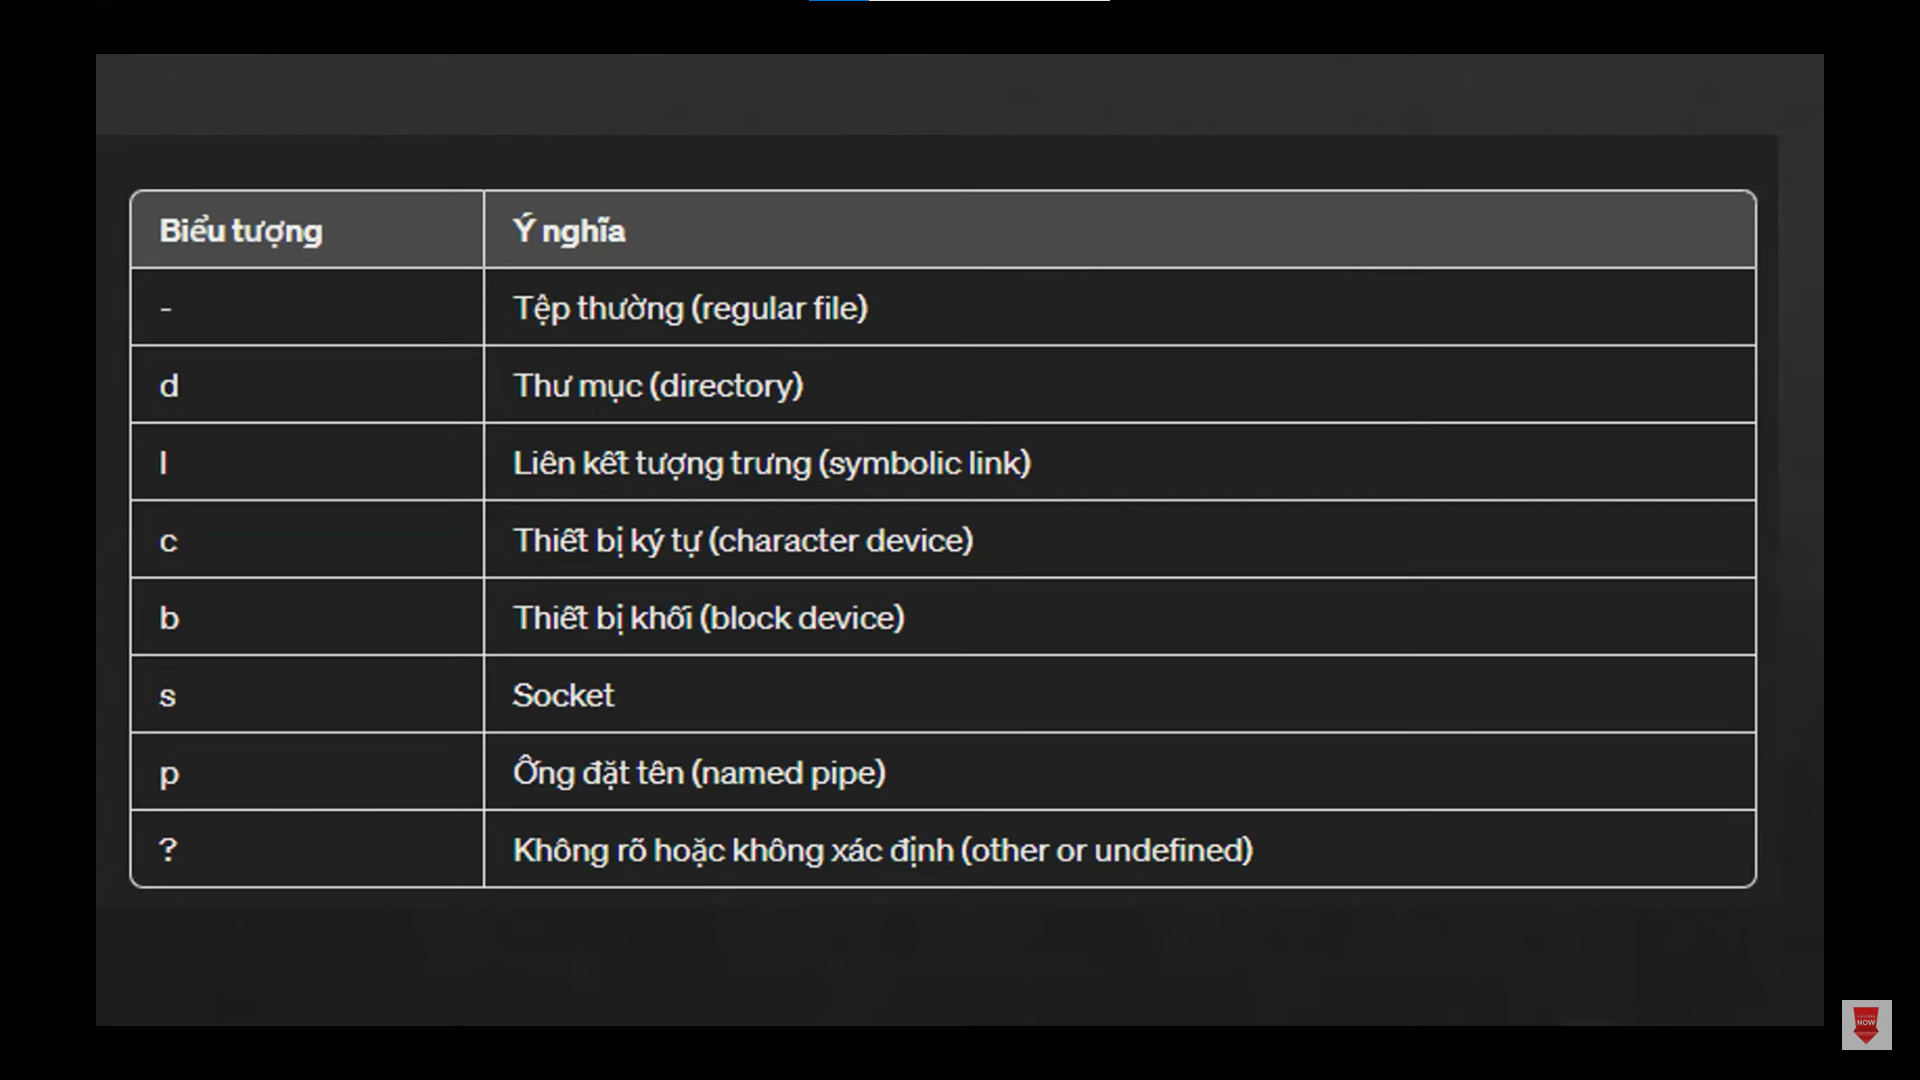 Biểu tượng Ý nghĩa
- Tệp thường (regular file)
d Thư mục (directory)
l Liên kết tượng trưng (symbolic link)
c Thiết bị ký tự (character device)
b Thiết bị khối (block device)
s Socket
p Ống đặt tên (named pipe)
? Không rõ hoặc không xác định (other or undefined)
NOW